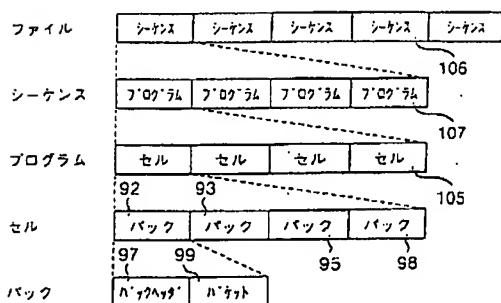 ファイル シーケンス シーケンス シーケンス シーケンス シーケンス
106
シーケンス プログラム プログラム プログラム プログラム
107
プログラム セル セル セル セル
92 93 105
セル パック パック パック パック
97 99 95 98
パック パックヘッダ パケット